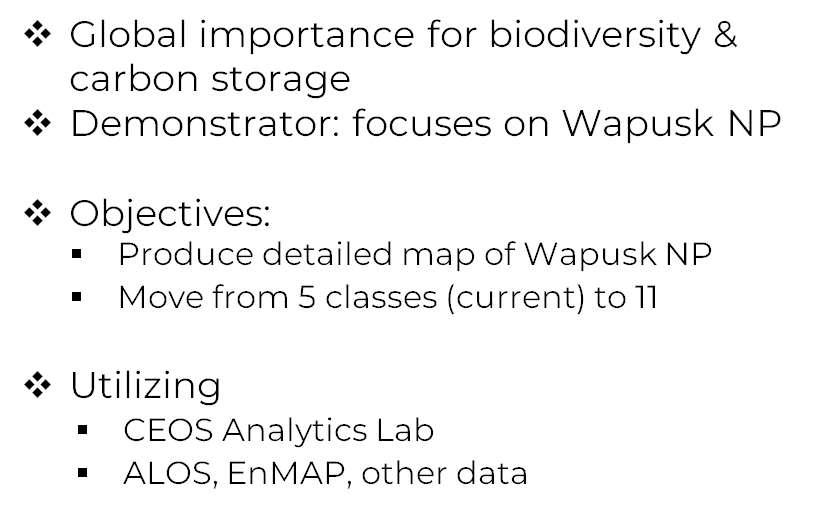 ❖ Global importance for biodiversity &
carbon storage
❖ Demonstrator: focuses on Wapusk NP
❖ Objectives:
▪ Produce detailed map of Wapusk NP
▪ Move from 5 classes (current) to 11
❖ Utilizing
▪ CEOS Analytics Lab
▪ ALOS, EnMAP, other data